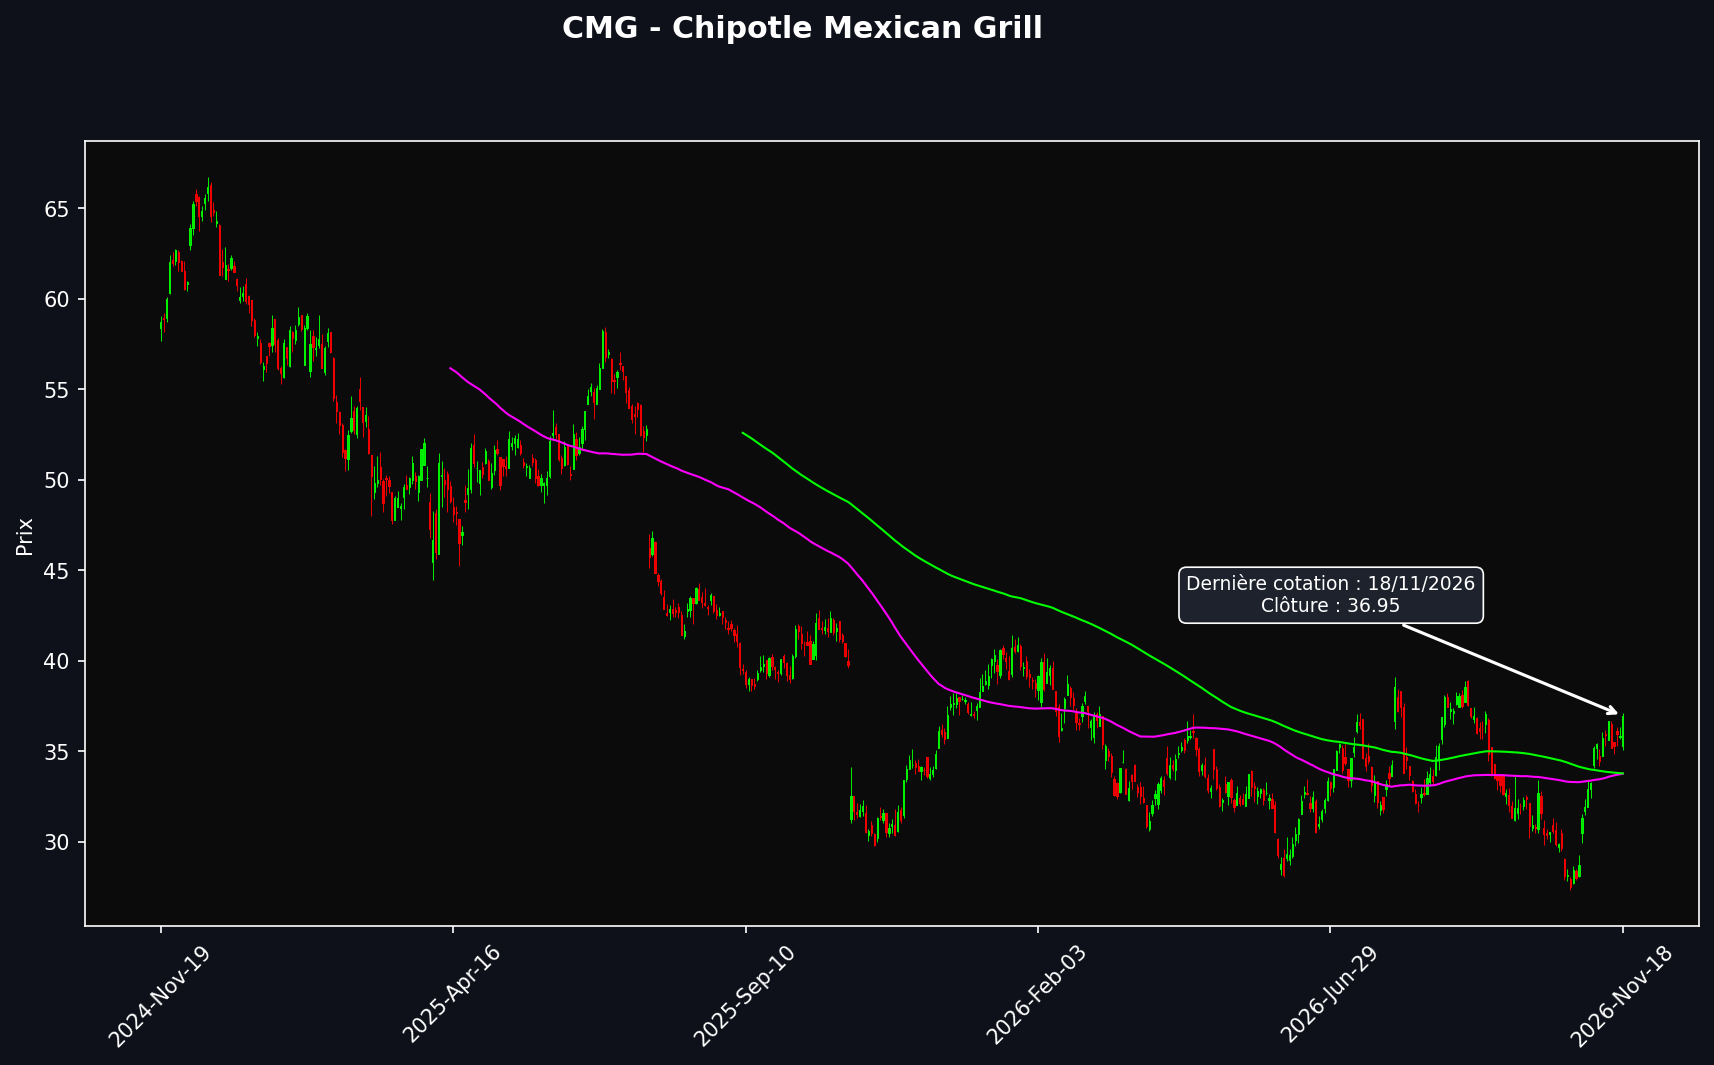 CMG - Chipotle Mexican Grill
Prix
65
60
55
50
45
40
35
30
Dernière cotation : 18/11/2026
Clôture : 36.95
2024-Nov-19
2025-Apr-16
2025-Sep-10
2026-Feb-03
2026-Jun-29
2026-Nov-18